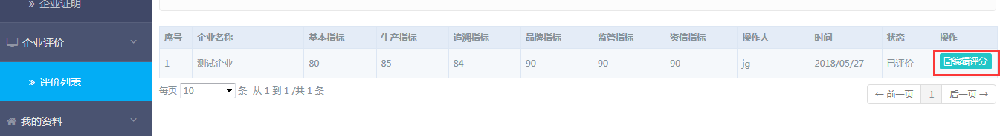 企业证明
企业评价
评价列表
我的资料
序号 企业名称 基本指标 生产指标 追溯指标 品牌指标 监管指标 资信指标 操作人 时间 状态 操作
1 测试企业 80 85 84 90 90 90 jg 2018/05/27 已评价 编辑评分
每页 10 条 从 1 到 1 /共 1 条
← 前一页 1 后一页 →